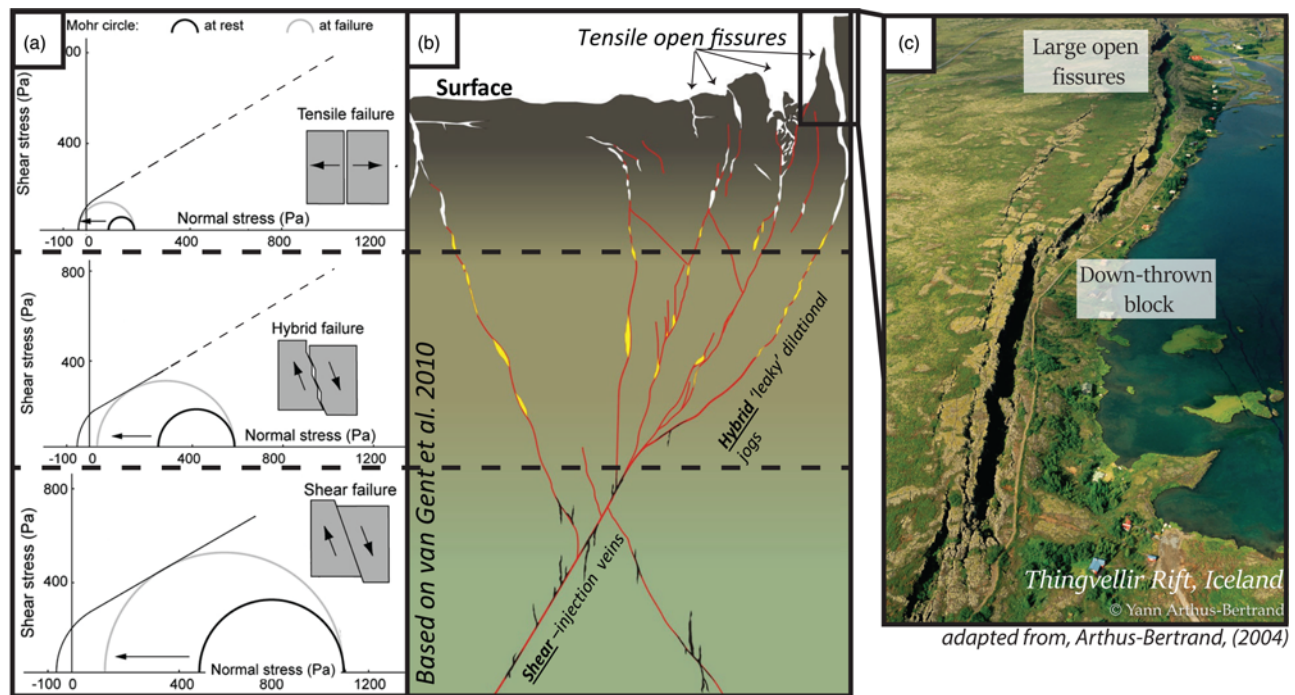 (a)
Mohr circle:
at rest
at failure
Shear stress (Pa)
400
Tensile failure
Normal stress (Pa)
-100 0 400 800 1200
800
Shear stress (Pa)
400
Hybrid failure
Normal stress (Pa)
-100 0 400 800 1200
Shear failure
800
Shear stress (Pa)
400
Normal stress (Pa)
-100 0 400 800 1200
(b)
Tensile open fissures
Surface
Hybrid 'leaky' dilational
jogs
Shear –injection veins
Based on van Gent et al. 2010
(c)
Large open
fissures
Down-thrown
block
Thingvellir Rift, Iceland
© Yann Arthus-Bertrand
adapted from, Arthus-Bertrand, (2004)